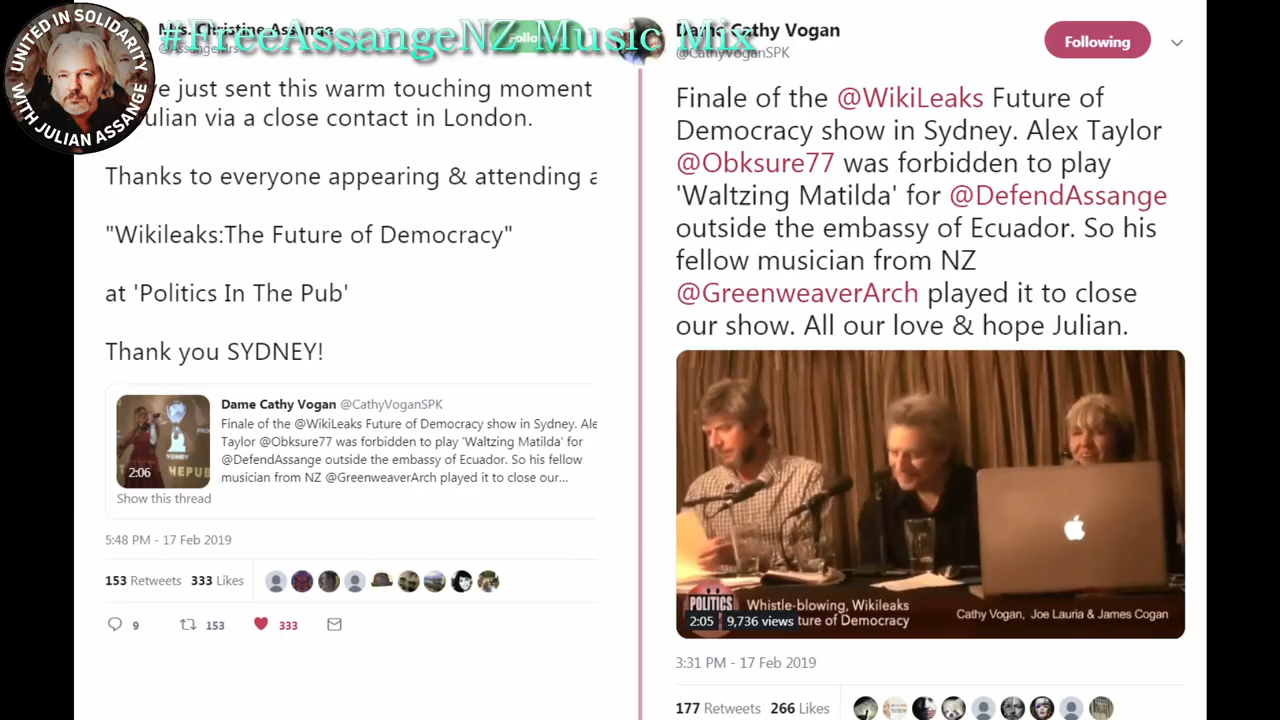 UNITED IN SOLIDARITY
WITH JULIAN ASSANGE
#FreeAssangeNZ Music Mix
Mrs. Christine Assange
@AssangeMrs
ve just sent this warm touching moment
ulian via a close contact in London.
Thanks to everyone appearing & attending a
"Wikileaks:The Future of Democracy"
at 'Politics In The Pub'
Thank you SYDNEY!
Dame Cathy Vogan @CathyVoganSPK
Finale of the @WikiLeaks Future of Democracy show in Sydney. Ale
Taylor @Obksure77 was forbidden to play 'Waltzing Matilda' for
@DefendAssange outside the embassy of Ecuador. So his fellow
musician from NZ @GreenweaverArch played it to close our...
YDNEY
HEPUB
2:06
Show this thread
5:48 PM - 17 Feb 2019
153 Retweets 333 Likes
9 153 333
Dame Cathy Vogan
@CathyVoganSPK
Following
Finale of the @WikiLeaks Future of
Democracy show in Sydney. Alex Taylor
@Obksure77 was forbidden to play
'Waltzing Matilda' for @DefendAssange
outside the embassy of Ecuador. So his
fellow musician from NZ
@GreenweaverArch played it to close
our show. All our love & hope Julian.
POLITICS
Whistle-blowing, Wikileaks
ture of Democracy
2:05 9,736 views
Cathy Vogan, Joe Lauria & James Cogan
3:31 PM - 17 Feb 2019
177 Retweets 266 Likes